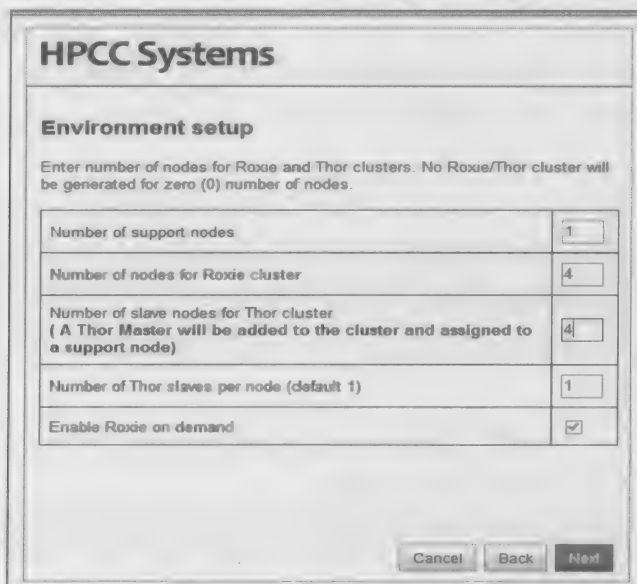 HPCC Systems
Environment setup
Enter number of nodes for Roxie and Thor clusters. No Roxie/Thor cluster will
be generated for zero (0) number of nodes.
Number of support nodes 1
Number of nodes for Roxie cluster 4
Number of slave nodes for Thor cluster
( A Thor Master will be added to the cluster and assigned to
a support node) 4
Number of Thor slaves per node (default 1) 1
Enable Roxie on demand
Cancel Back Next